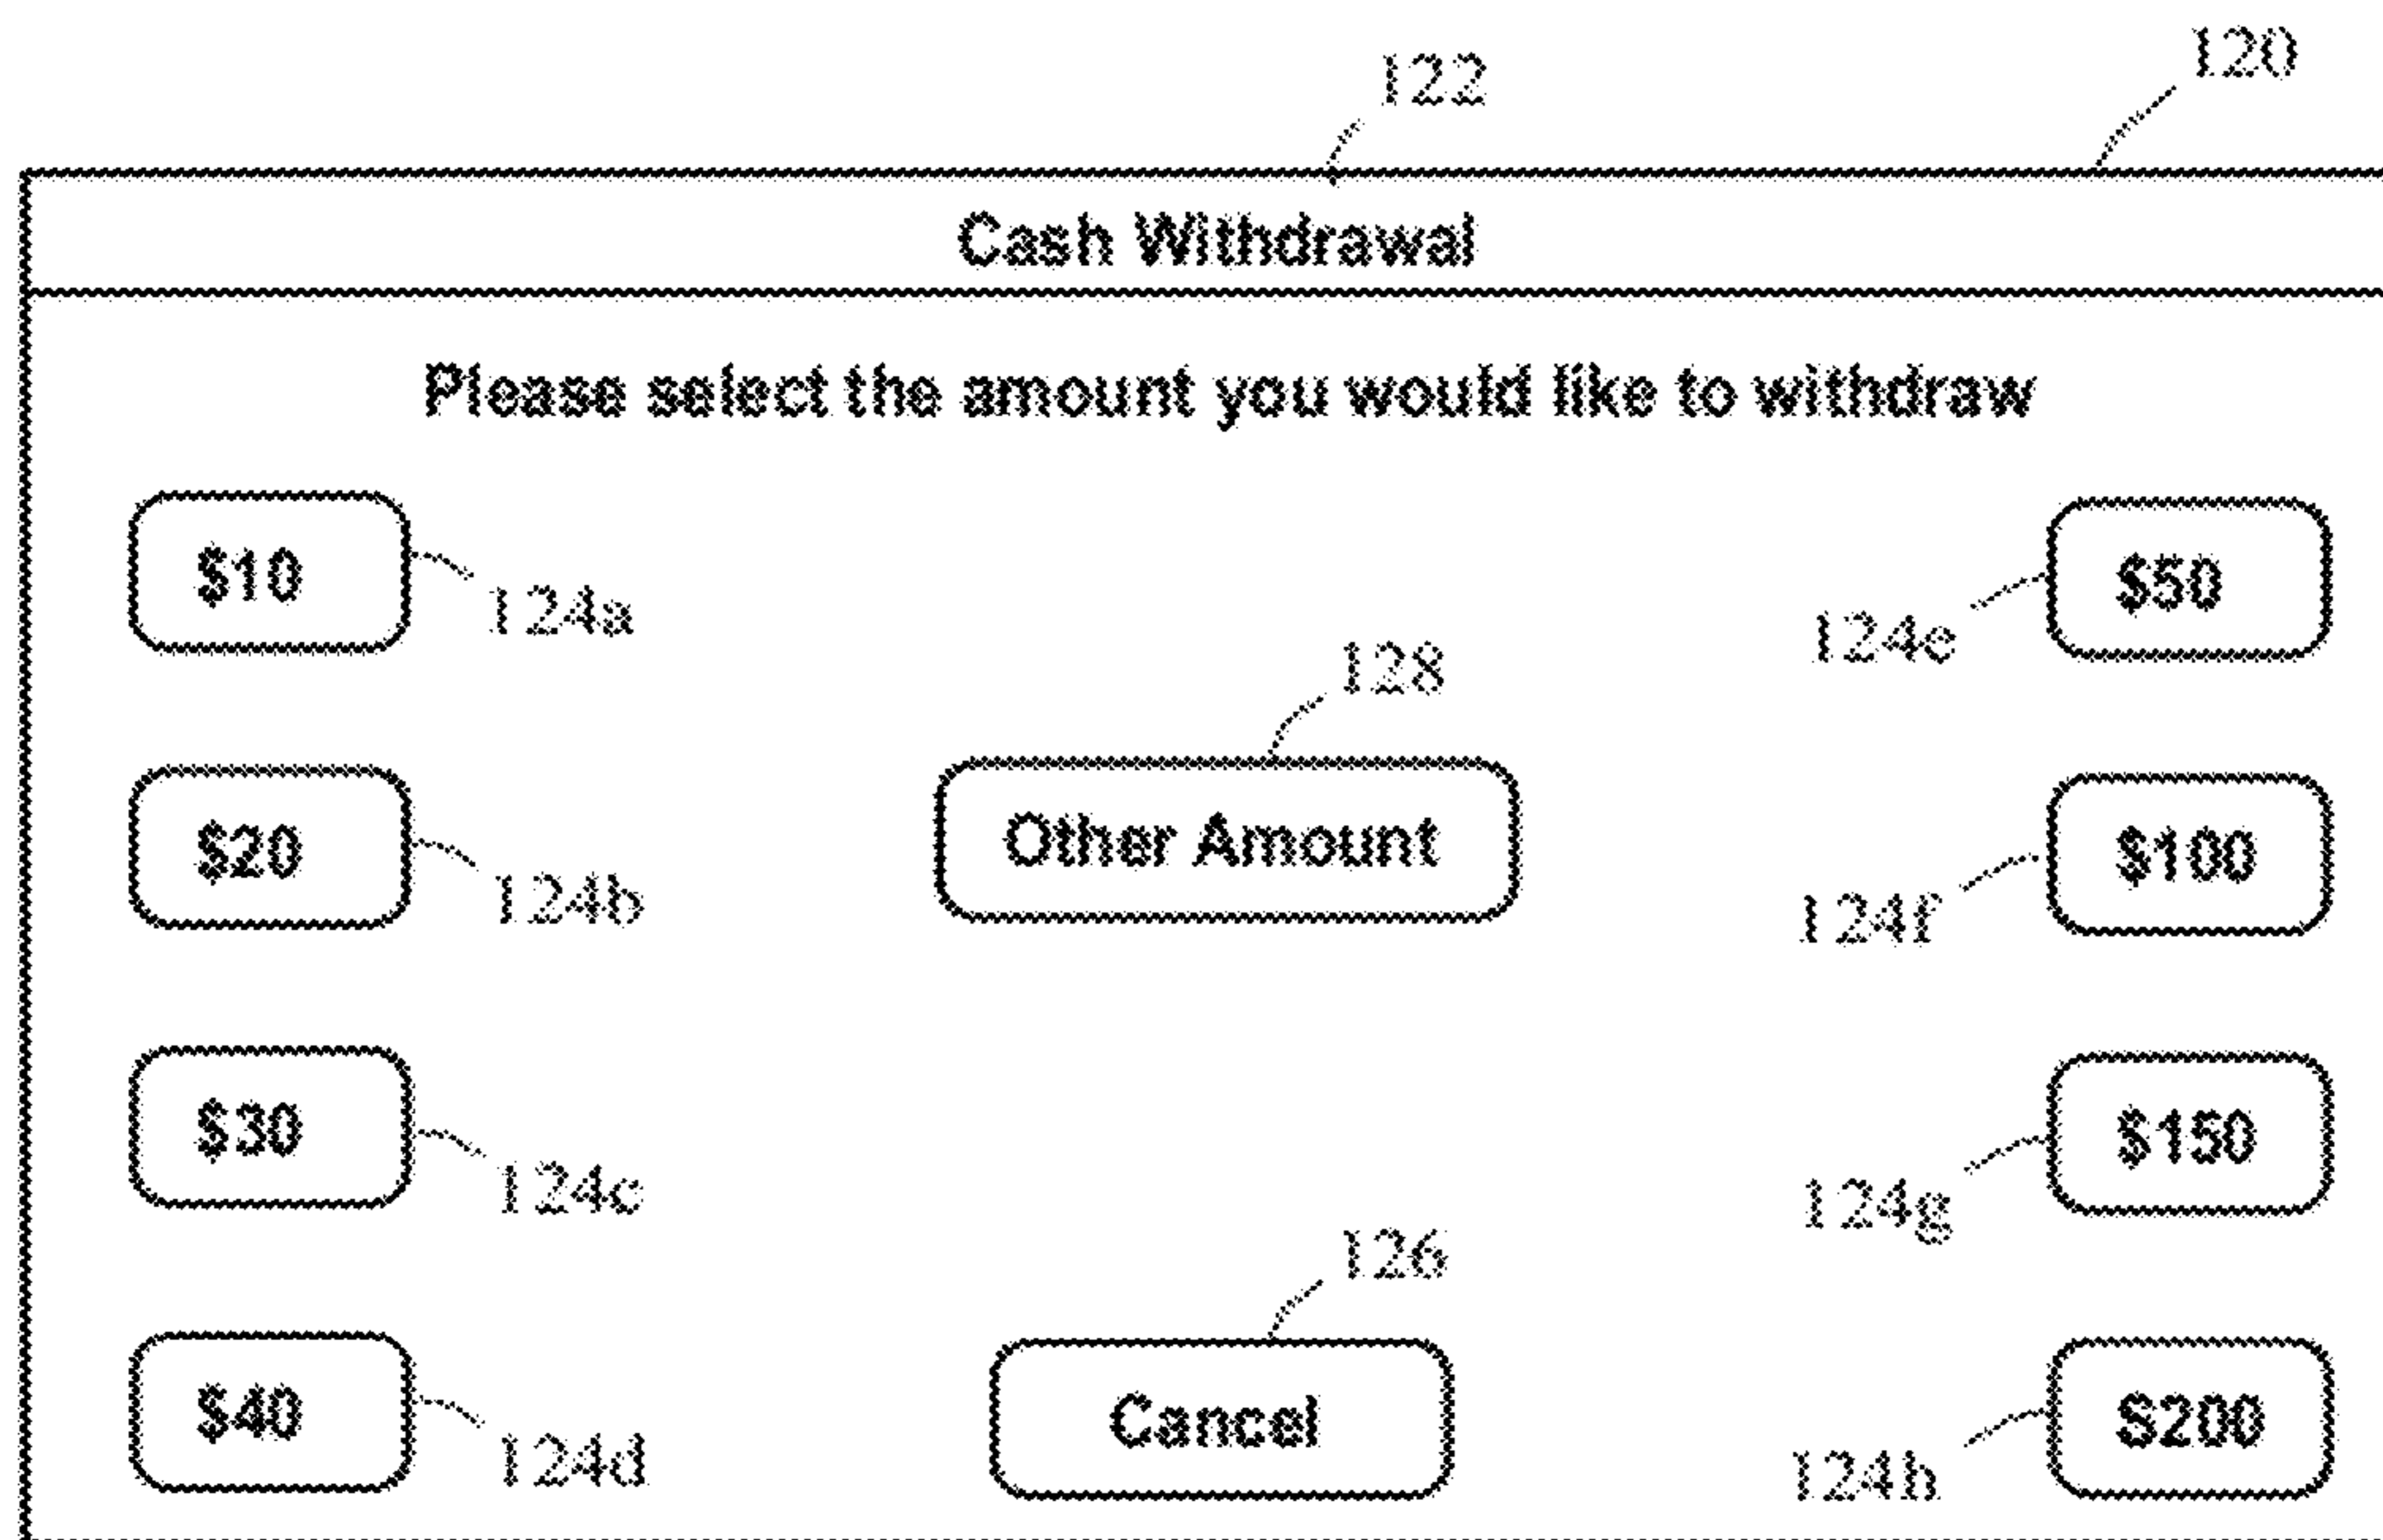 122
120
Cash Withdrawal
Please select the amount you would like to withdraw
$10
124a
$50
124e
128
$20
124b
Other Amount
$100
124f
$30
124c
$150
124g
126
$40
124d
Cancel
$200
124h